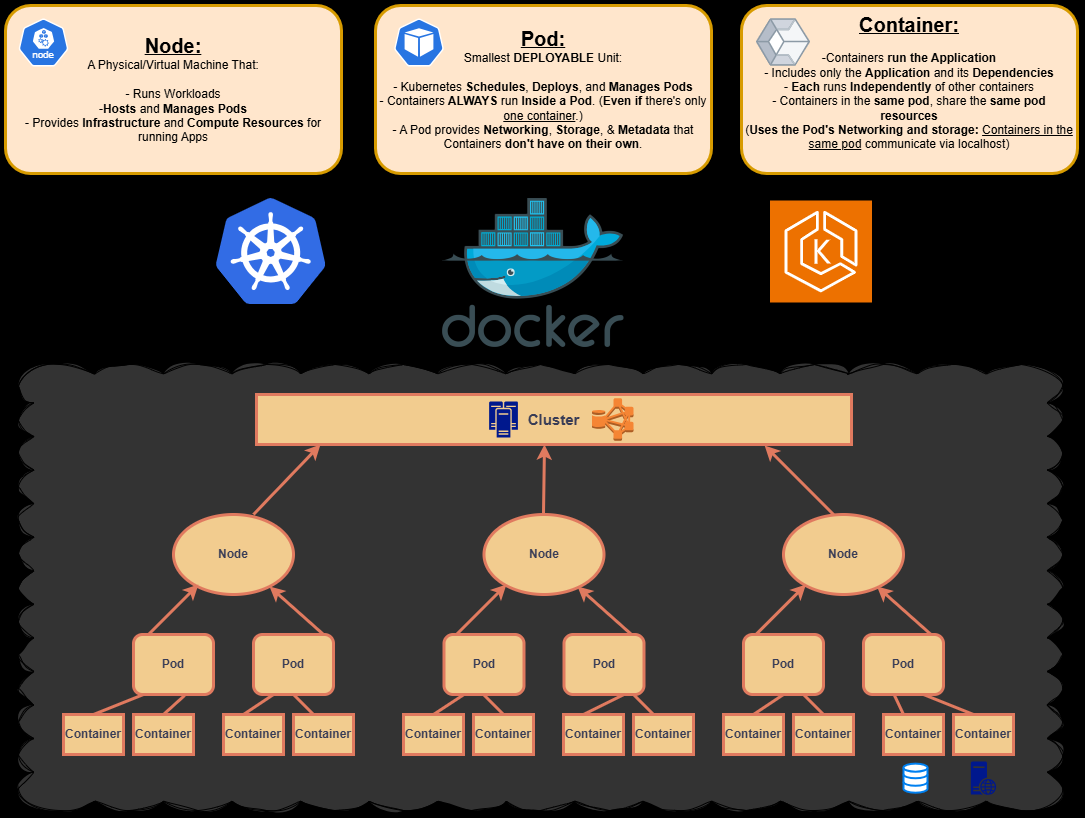 Node:
A Physical/Virtual Machine That:
- Runs Workloads
-Hosts and Manages Pods
- Provides Infrastructure and Compute Resources for
running Apps
node
Pod:
Smallest DEPLOYABLE Unit:
- Kubernetes Schedules, Deploys, and Manages Pods
- Containers ALWAYS run Inside a Pod. (Even if there's only
one container.)
- A Pod provides Networking, Storage, & Metadata that
Containers don't have on their own.
Container:
-Containers run the Application
- Includes only the Application and its Dependencies
- Each runs Independently of other containers
- Containers in the same pod, share the same pod
resources
(Uses the Pod's Networking and storage: Containers in the
same pod communicate via localhost)
docker
K
Cluster
Node
Node
Node
Pod
Pod
Pod
Pod
Pod
Pod
Container
Container
Container
Container
Container
Container
Container
Container
Container
Container
Container
Container